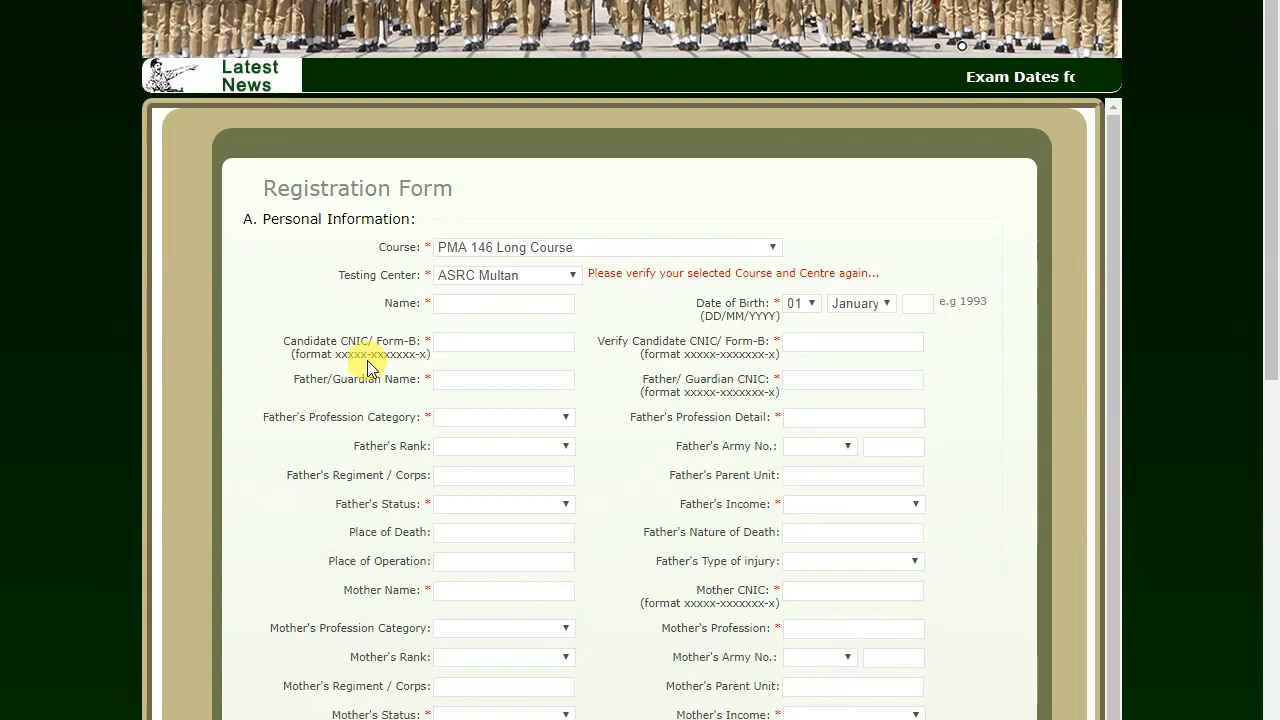 Latest
News
Exam Dates fo
Registration Form
A. Personal Information:
Course: * PMA 146 Long Course
Testing Center: * ASRC Multan Please verify your selected Course and Centre again...
Name: * Date of Birth: * 01 January e.g 1993
(DD/MM/YYYY)
Candidate CNIC/ Form-B: * Verify Candidate CNIC/ Form-B: *
(format xxxxx-xxxxxxx-x) (format xxxxx-xxxxxxx-x)
Father/Guardian Name: * Father/ Guardian CNIC: *
(format xxxxx-xxxxxxx-x)
Father's Profession Category: * Father's Profession Detail: *
Father's Rank: Father's Army No.:
Father's Regiment / Corps: Father's Parent Unit:
Father's Status: * Father's Income: *
Place of Death: Father's Nature of Death:
Place of Operation: Father's Type of injury:
Mother Name: * Mother CNIC: *
(format xxxxx-xxxxxxx-x)
Mother's Profession Category: Mother's Profession: *
Mother's Rank: Mother's Army No.:
Mother's Regiment / Corps: Mother's Parent Unit:
Mother's Status: * Mother's Income: *